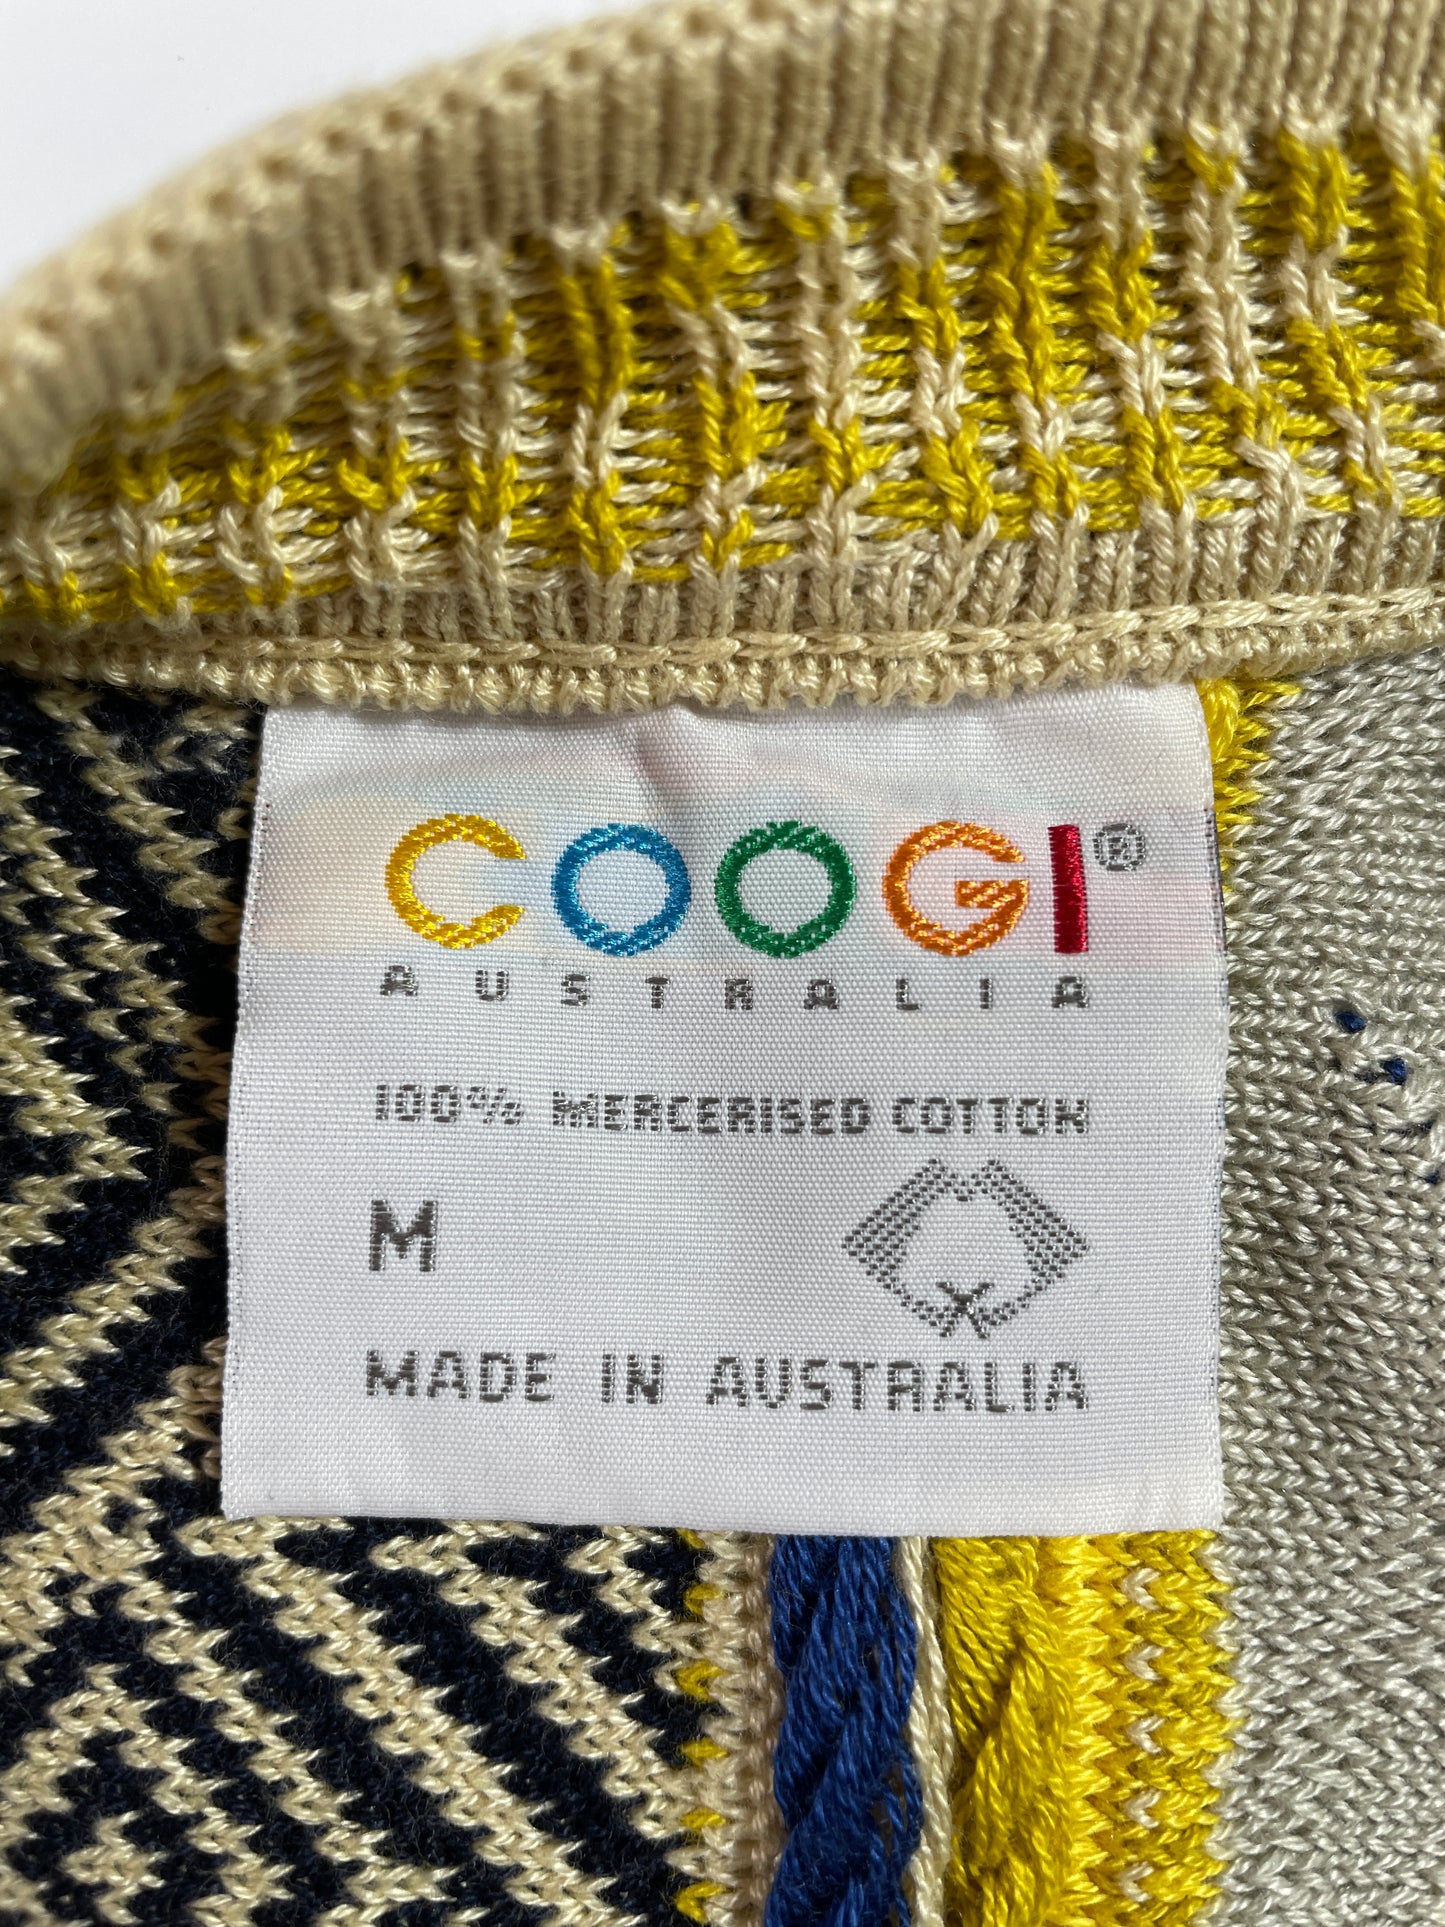 COOGI®
AUSTRALIA
100% MERCERISED COTTON
M
MADE IN AUSTRALIA